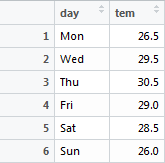 day tem
1 Mon 26.5
2 Wed 29.5
3 Thu 30.5
4 Fri 29.0
5 Sat 28.5
6 Sun 26.0